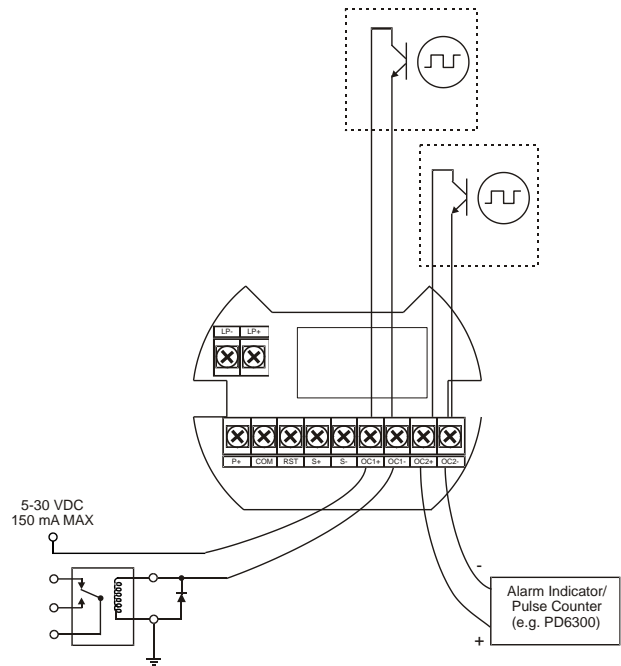 LP- LP+
P+ COM RST S+ S- OC1+ OC1- OC2+ OC2-
5-30 VDC
150 mA MAX
-
Alarm Indicator/
Pulse Counter
(e.g. PD6300)
+